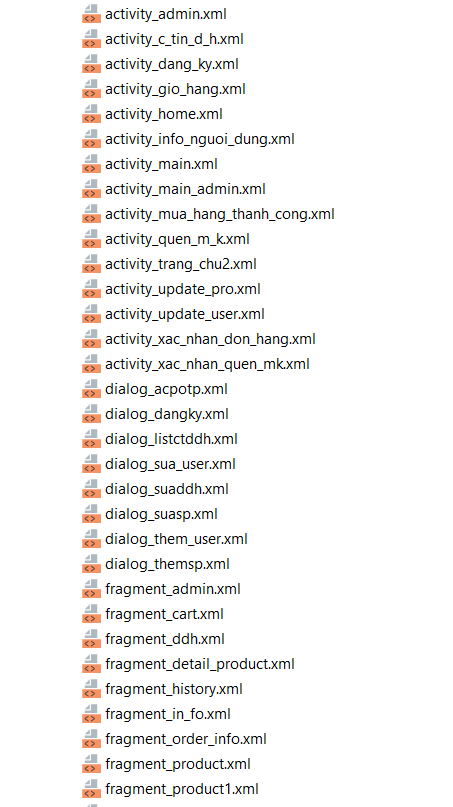 activity_admin.xml
activity_c_tin_d_h.xml
activity_dang_ky.xml
activity_gio_hang.xml
activity_home.xml
activity_info_nguoi_dung.xml
activity_main.xml
activity_main_admin.xml
activity_mua_hang_thanh_cong.xml
activity_quen_m_k.xml
activity_trang_chu2.xml
activity_update_pro.xml
activity_update_user.xml
activity_xac_nhan_don_hang.xml
activity_xac_nhan_quen_mk.xml
dialog_acpotp.xml
dialog_dangky.xml
dialog_listctddh.xml
dialog_sua_user.xml
dialog_suaddh.xml
dialog_suasp.xml
dialog_them_user.xml
dialog_themsp.xml
fragment_admin.xml
fragment_cart.xml
fragment_ddh.xml
fragment_detail_product.xml
fragment_history.xml
fragment_in_fo.xml
fragment_order_info.xml
fragment_product.xml
fragment_product1.xml